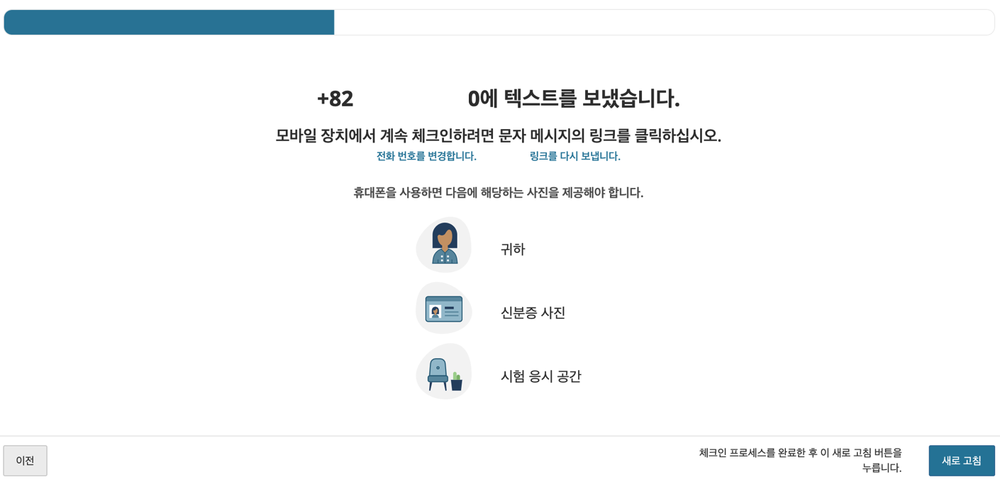 +82 0에 텍스트를 보냈습니다.
모바일 장치에서 계속 체크인하려면 문자 메시지의 링크를 클릭하십시오.
전화 번호를 변경합니다. 링크를 다시 보냅니다.
휴대폰을 사용하면 다음에 해당하는 사진을 제공해야 합니다.
귀하
신분증 사진
시험 응시 공간
이전
체크인 프로세스를 완료한 후 이 새로 고침 버튼을
누릅니다.
새로 고침